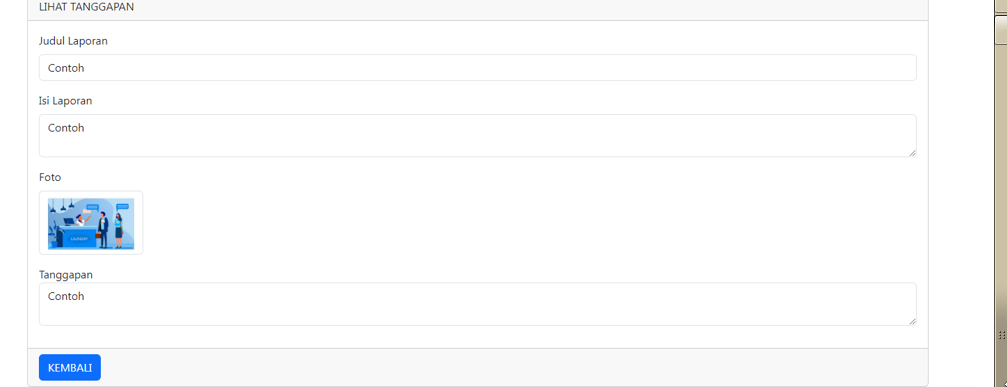 LIHAT TANGGAPAN
Judul Laporan
Contoh
Isi Laporan
Contoh
Foto
Tanggapan
Contoh
KEMBALI